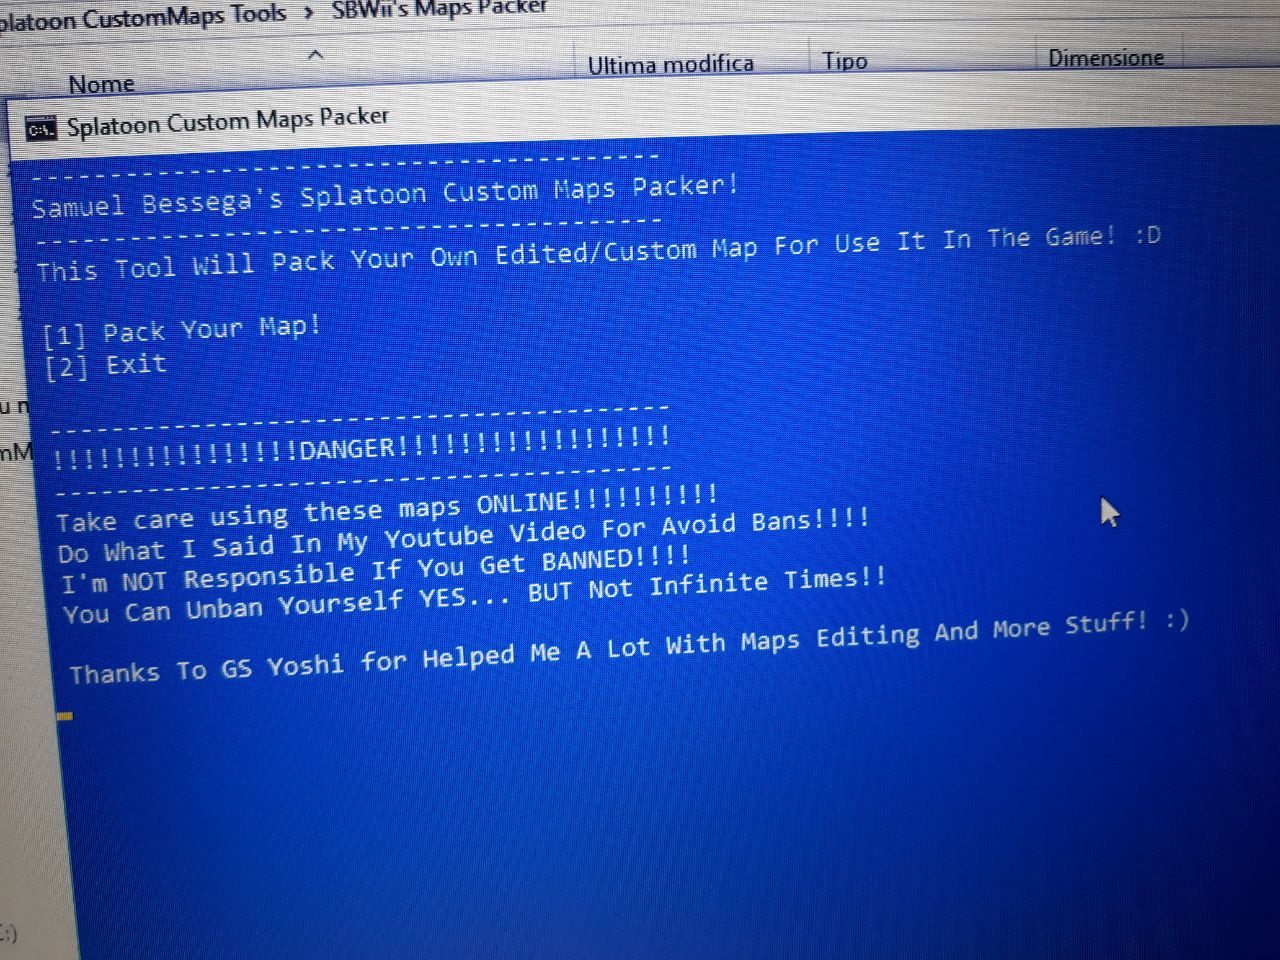 CustomMaps Tools > SBWii's Maps Packer
Nome
Ultima modifica
Tipo
Dimensione
Splatoon Custom Maps Packer
----------------------------------------
Samuel Bessega's Splatoon Custom Maps Packer!
----------------------------------------
This Tool Will Pack Your Own Edited/Custom Map For Use It In The Game! :D
[1] Pack Your Map!
[2] Exit
----------------------------------------
!!!!!!!!!!!!!!!!DANGER!!!!!!!!!!!!!!!!!!
----------------------------------------
Take care using these maps ONLINE!!!!!!!!!!
Do What I Said In My Youtube Video For Avoid Bans!!!!
I'm NOT Responsible If You Get BANNED!!!!
You Can Unban Yourself YES... BUT Not Infinite Times!!
Thanks To GS Yoshi for Helped Me A Lot With Maps Editing And More Stuff! :)